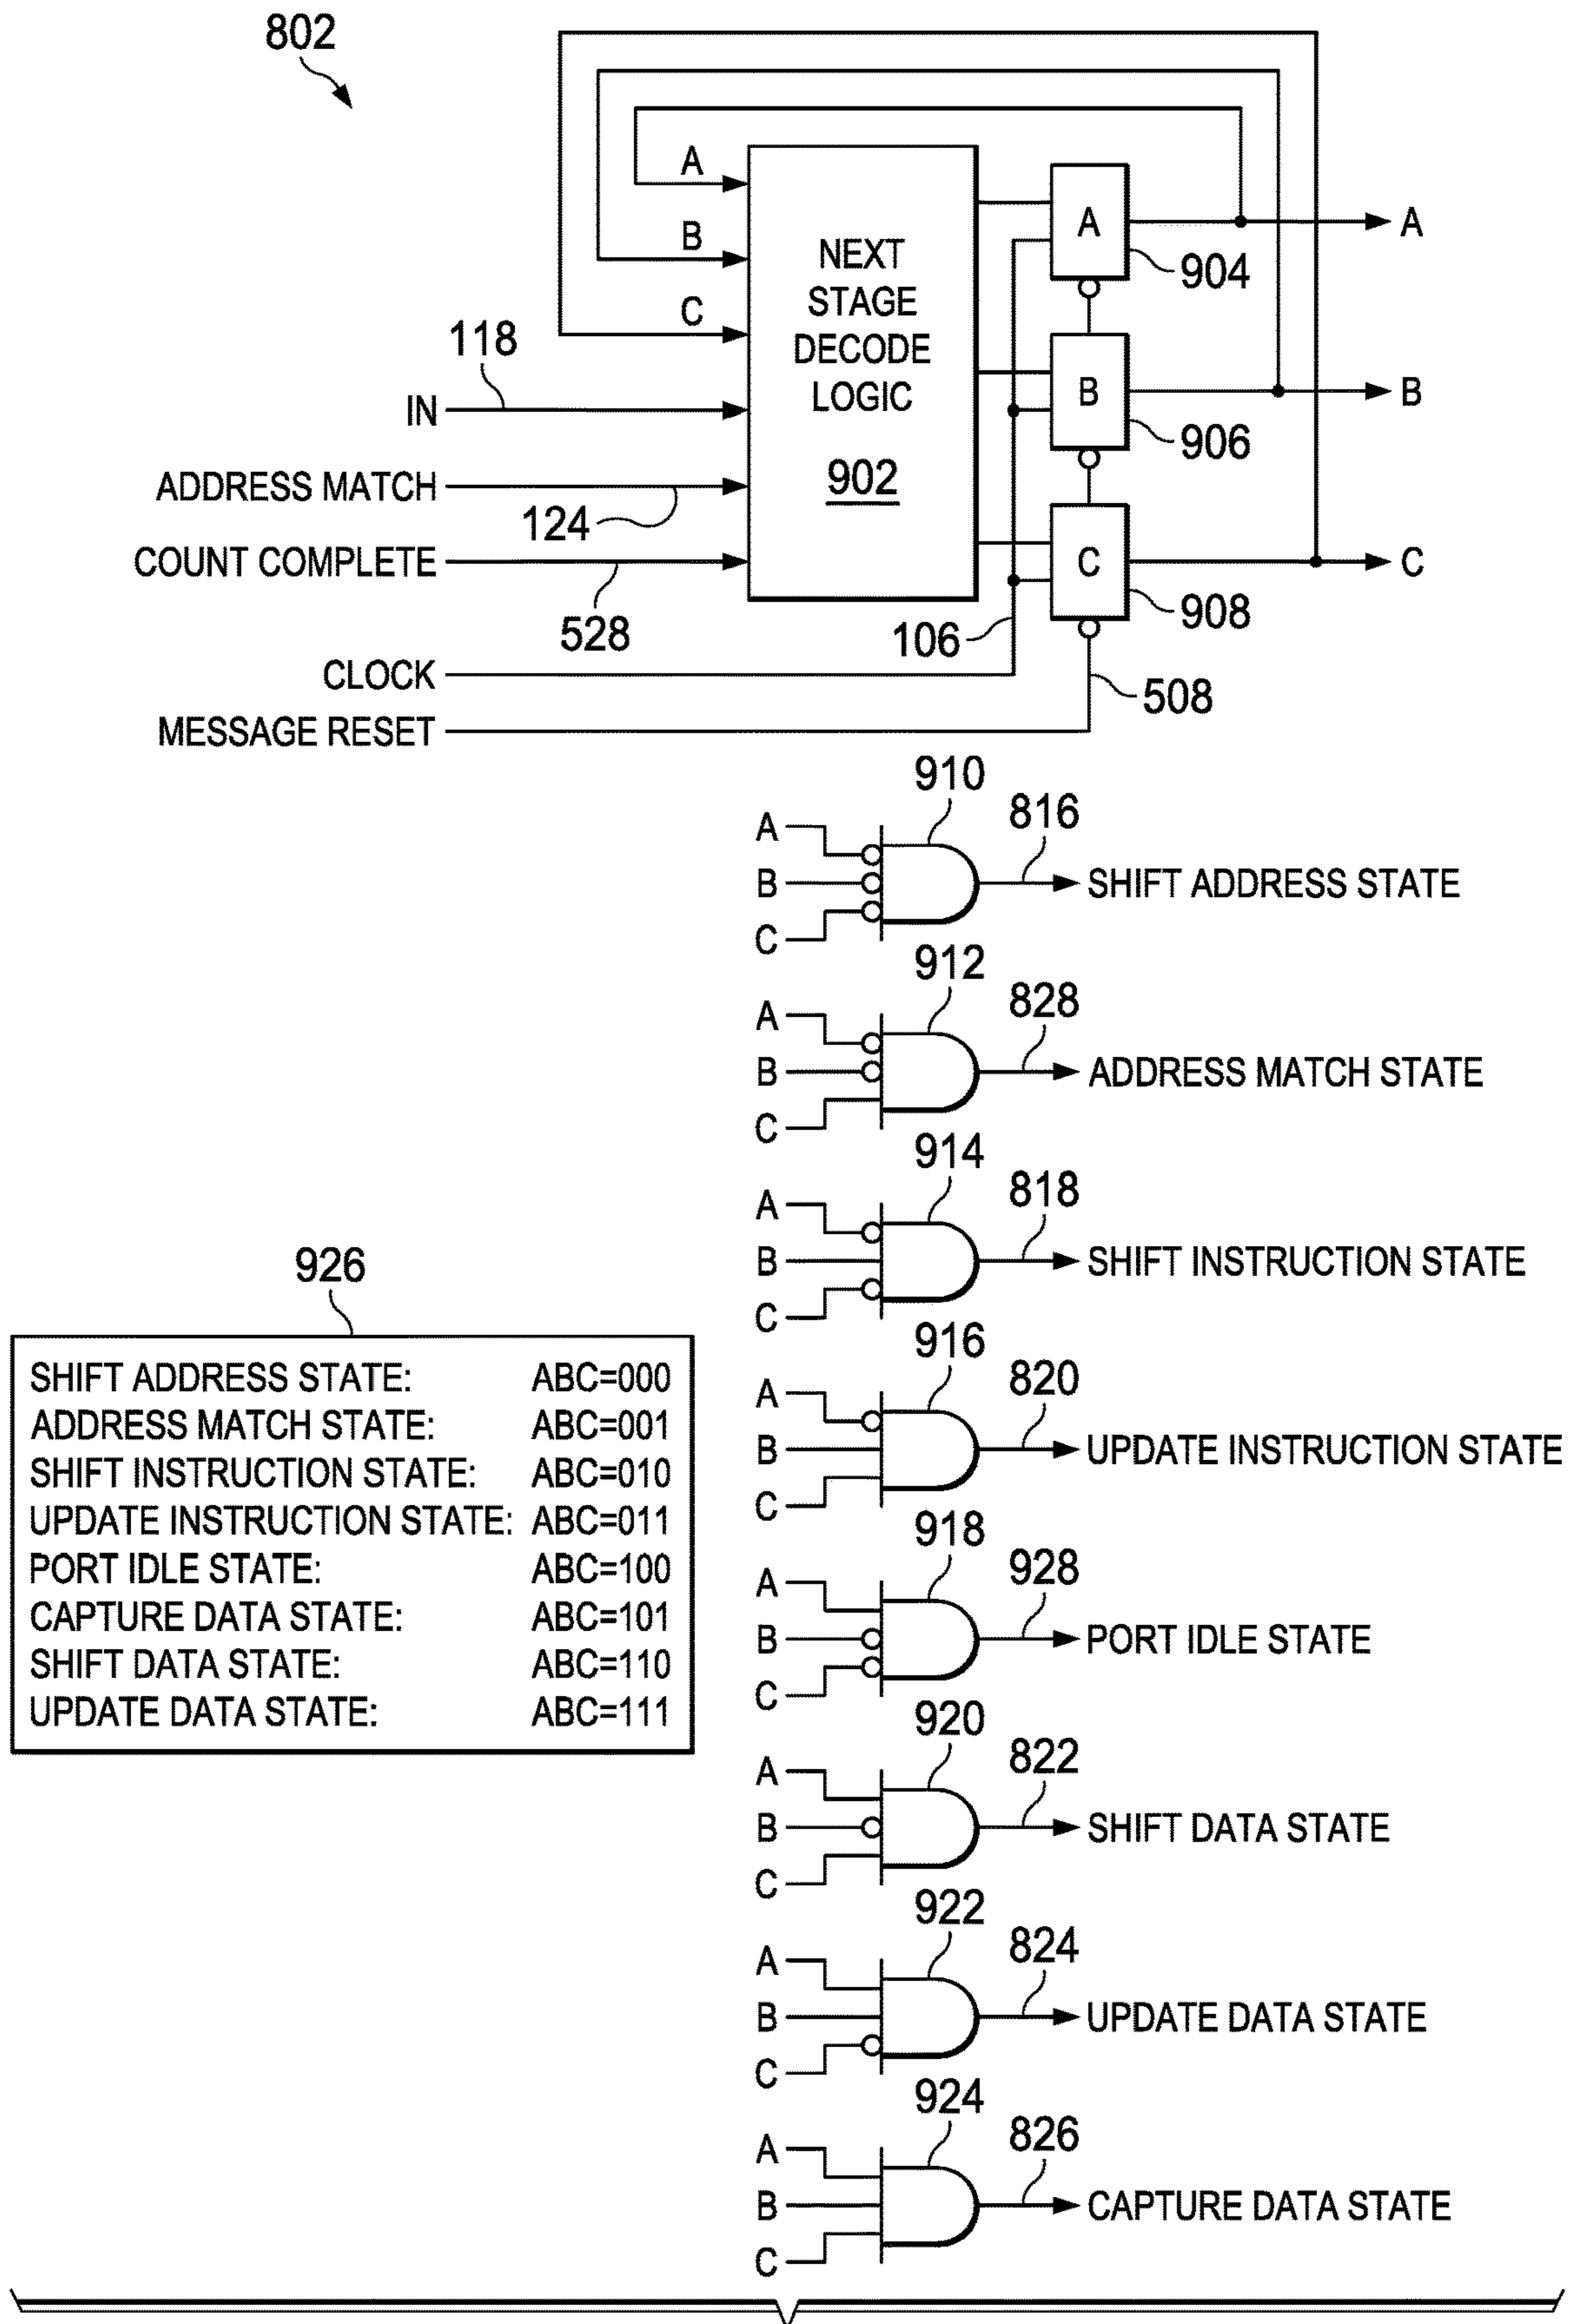 802
A
A
A
904
B
NEXT
STAGE
DECODE
LOGIC
902
C
118
B
B
906
IN
ADDRESS MATCH
124
COUNT COMPLETE
528
C
C
908
106
CLOCK
508
MESSAGE RESET
910
A
B
C
816
SHIFT ADDRESS STATE
912
A
B
C
828
ADDRESS MATCH STATE
914
A
B
C
818
SHIFT INSTRUCTION STATE
926
SHIFT ADDRESS STATE: ABC=000
ADDRESS MATCH STATE: ABC=001
SHIFT INSTRUCTION STATE: ABC=010
UPDATE INSTRUCTION STATE: ABC=011
PORT IDLE STATE: ABC=100
CAPTURE DATA STATE: ABC=101
SHIFT DATA STATE: ABC=110
UPDATE DATA STATE: ABC=111
916
A
B
C
820
UPDATE INSTRUCTION STATE
918
A
B
C
928
PORT IDLE STATE
920
A
B
C
822
SHIFT DATA STATE
922
A
B
C
824
UPDATE DATA STATE
924
A
B
C
826
CAPTURE DATA STATE